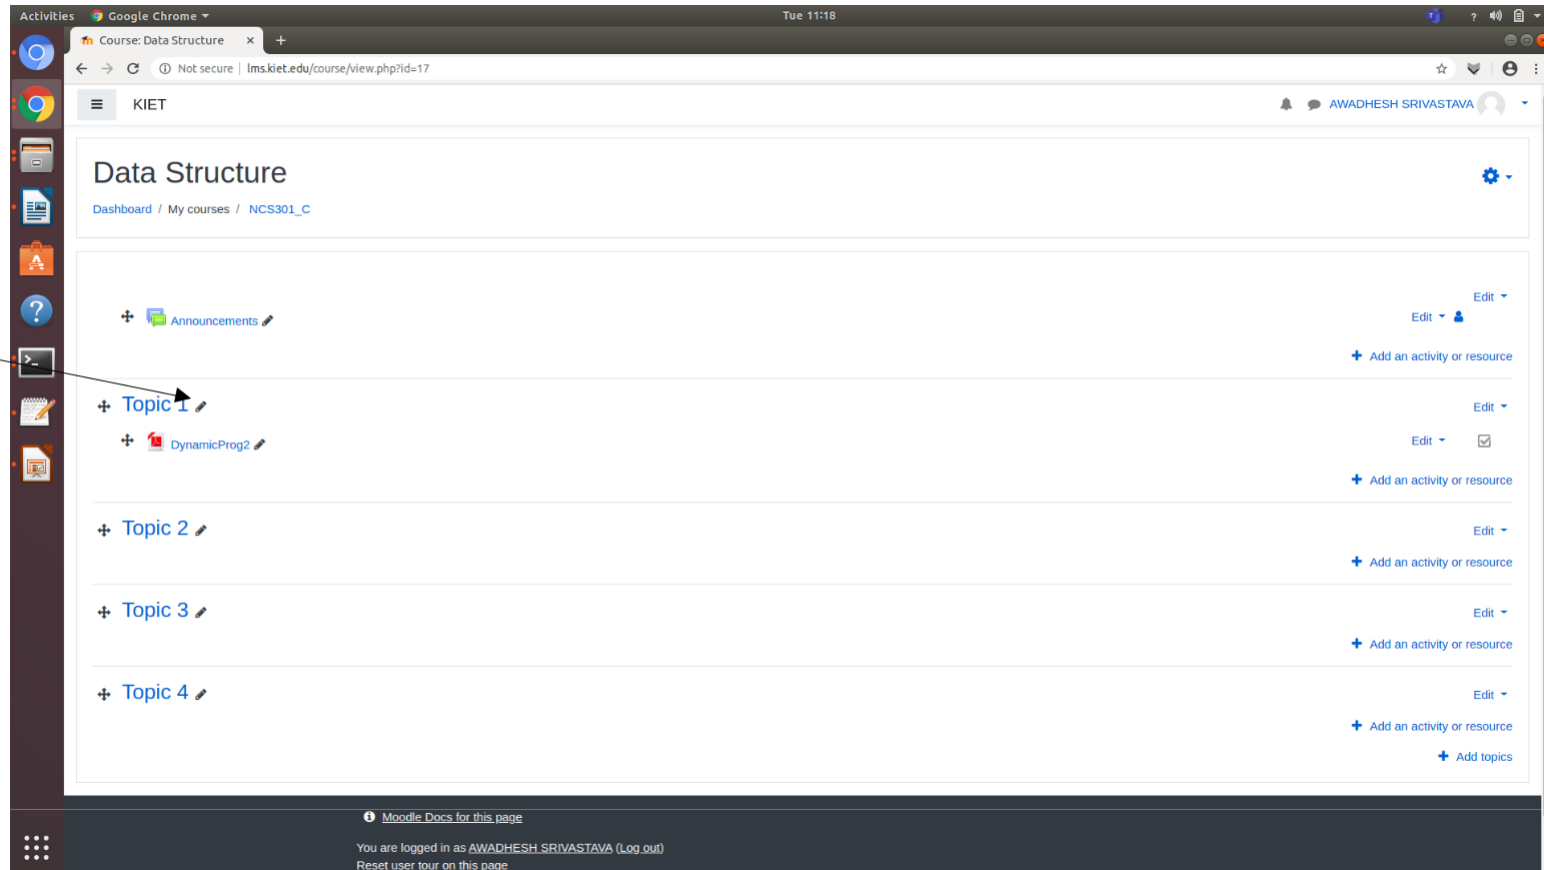 Activities Google Chrome Tue 11:18 ?
Course: Data Structure × +
Not secure | lms.kiet.edu/course/view.php?id=17
KIET AWADHESH SRIVASTAVA
Data Structure
Dashboard / My courses / NCS301_C
Edit
Announcements Edit
Add an activity or resource
Topic 1 Edit
DynamicProg2 Edit
Add an activity or resource
Topic 2 Edit
Add an activity or resource
Topic 3 Edit
Add an activity or resource
Topic 4 Edit
Add an activity or resource
Add topics
Moodle Docs for this page
You are logged in as AWADHESH SRIVASTAVA (Log out)
Reset user tour on this page